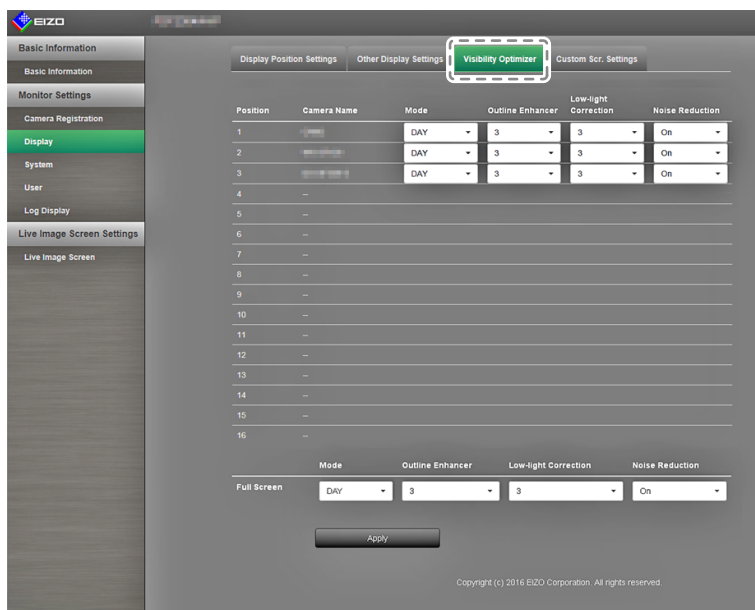 EIZO
Basic Information
Basic Information
Monitor Settings
Camera Registration
Display
System
User
Log Display
Live Image Screen Settings
Live Image Screen
Display Position Settings Other Display Settings Visibility Optimizer Custom Scr. Settings
Position Camera Name Mode Outline Enhancer Low-light Correction Noise Reduction
1 DAY 3 3 On
2 DAY 3 3 On
3 DAY 3 3 On
4 --
5 --
6 --
7 --
8 --
9 --
10 --
11 --
12 --
13 --
14 --
15 --
16 --
Mode Outline Enhancer Low-light Correction Noise Reduction
Full Screen DAY 3 3 On
Apply
Copyright (c) 2016 EIZO Corporation. All rights reserved.